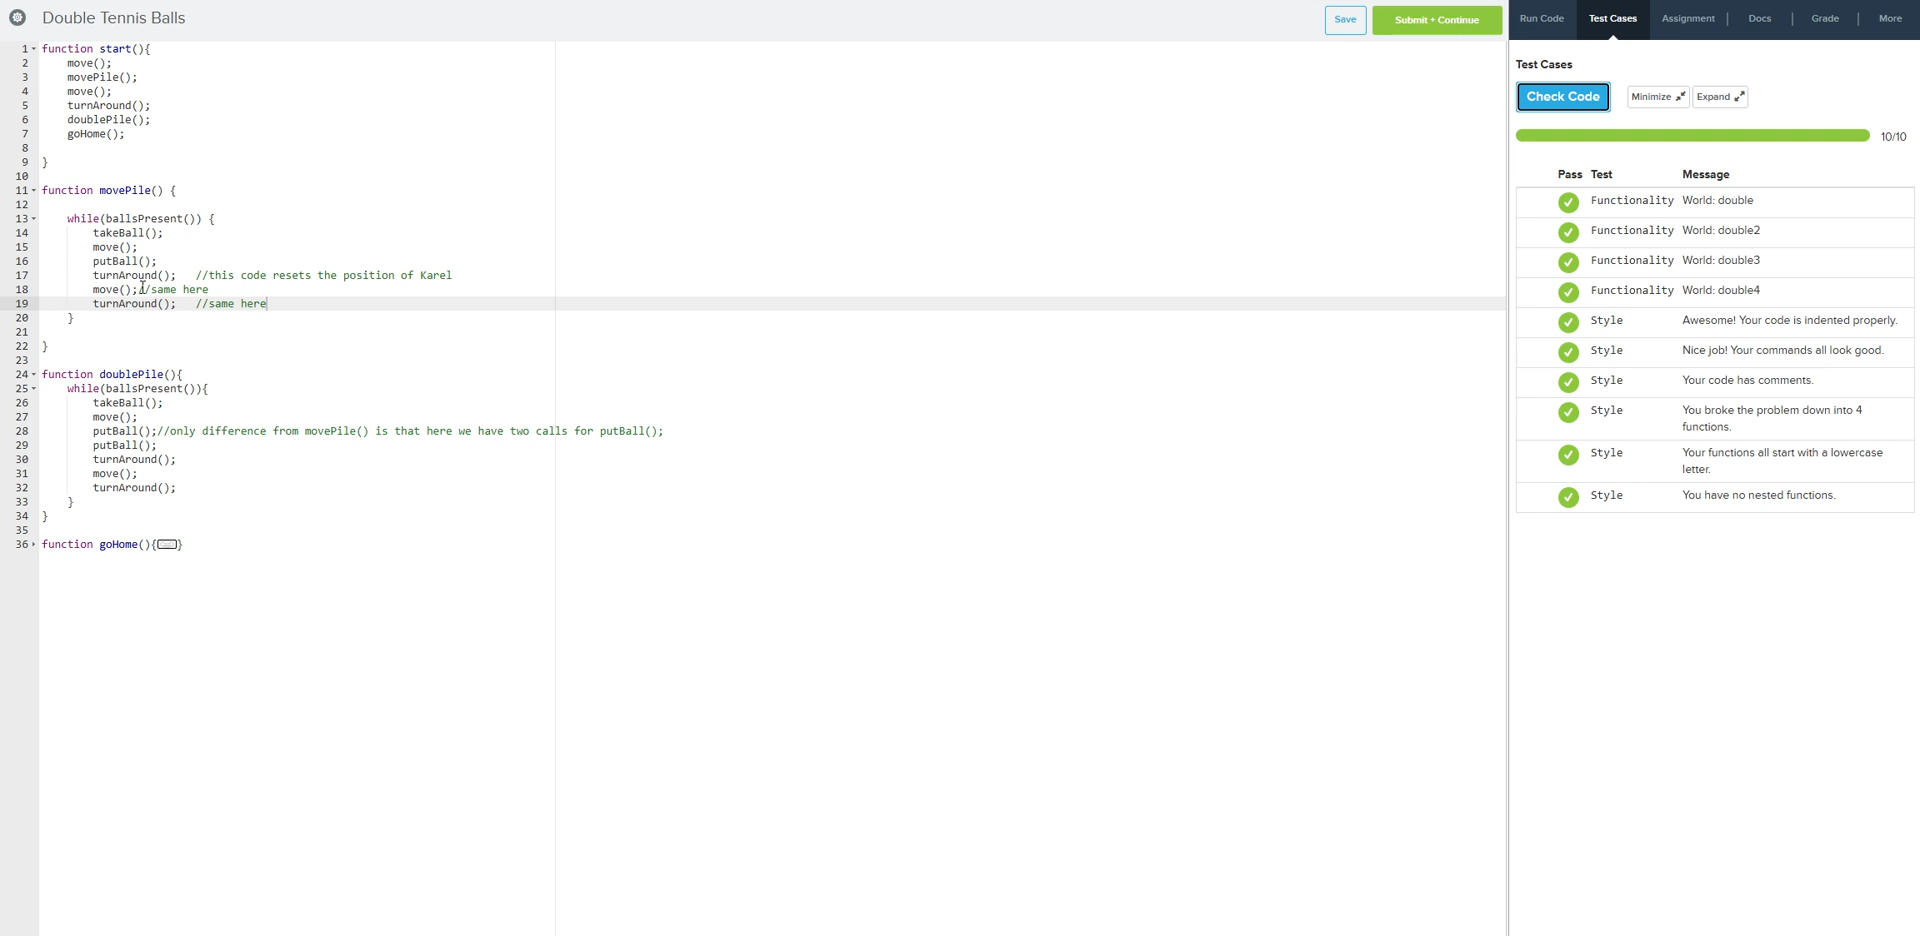 Double Tennis Balls
Save
Submit + Continue
Run Code
Test Cases
Assignment
Docs
Grade
More
1 function start(){
2 move();
3 movePile();
4 move();
5 turnAround();
6 doublePile();
7 goHome();
8
9 }
10
11 function movePile() {
12
13 while(ballsPresent()) {
14 takeBall();
15 move();
16 putBall();
17 turnAround(); //this code resets the position of Karel
18 move();//same here
19 turnAround(); //same here
20 }
21
22 }
23
24 function doublePile(){
25 while(ballsPresent()){
26 takeBall();
27 move();
28 putBall();//only difference from movePile() is that here we have two calls for putBall();
29 putBall();
30 turnAround();
31 move();
32 turnAround();
33 }
34 }
35
36 function goHome(){}
Test Cases
Check Code
Minimize
Expand
10/10
Pass Test Message
Functionality World: double
Functionality World: double2
Functionality World: double3
Functionality World: double4
Style Awesome! Your code is indented properly.
Style Nice job! Your commands all look good.
Style Your code has comments.
Style You broke the problem down into 4
functions.
Style Your functions all start with a lowercase
letter.
Style You have no nested functions.